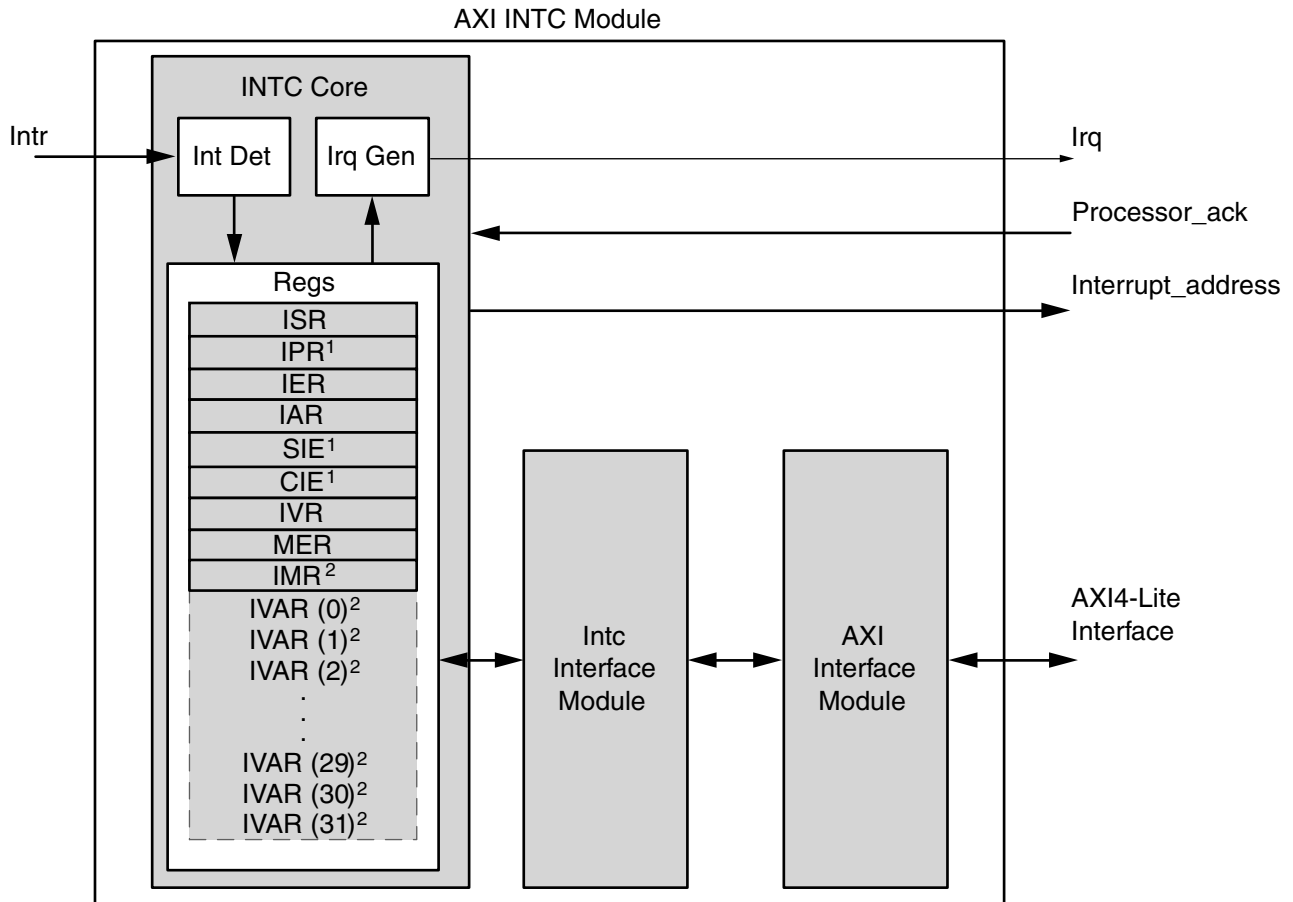 AXI INTC Module
INTC Core
Intr
Int Det
Irq Gen
Irq
Processor_ack
Interrupt_address
Regs
ISR
IPR¹
IER
IAR
SIE¹
CIE¹
IVR
MER
IMR²
IVAR (0)²
IVAR (1)²
IVAR (2)²
.
.
.
IVAR (29)²
IVAR (30)²
IVAR (31)²
Intc
Interface
Module
AXI
Interface
Module
AXI4-Lite
Interface